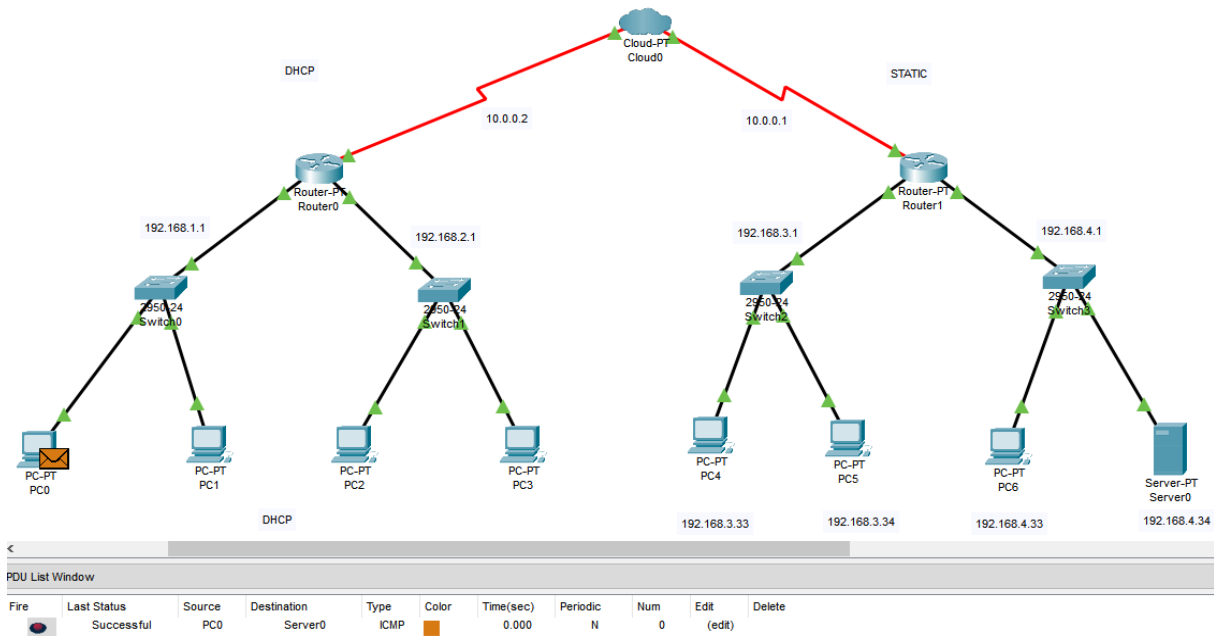 Cloud-PT
Cloud0
DHCP
STATIC
10.0.0.2
10.0.0.1
Router-PT
Router0
Router-PT
Router1
192.168.1.1
192.168.2.1
192.168.3.1
192.168.4.1
2950-24
Switch0
2950-24
Switch1
2950-24
Switch2
2950-24
Switch3
PC-PT
PC0
PC-PT
PC1
PC-PT
PC2
PC-PT
PC3
PC-PT
PC4
PC-PT
PC5
PC-PT
PC6
Server-PT
Server0
DHCP
192.168.3.33
192.168.3.34
192.168.4.33
192.168.4.34
PDU List Window
Fire Last Status Source Destination Type Color Time(sec) Periodic Num Edit Delete
Successful PC0 Server0 ICMP 0.000 N 0 (edit)